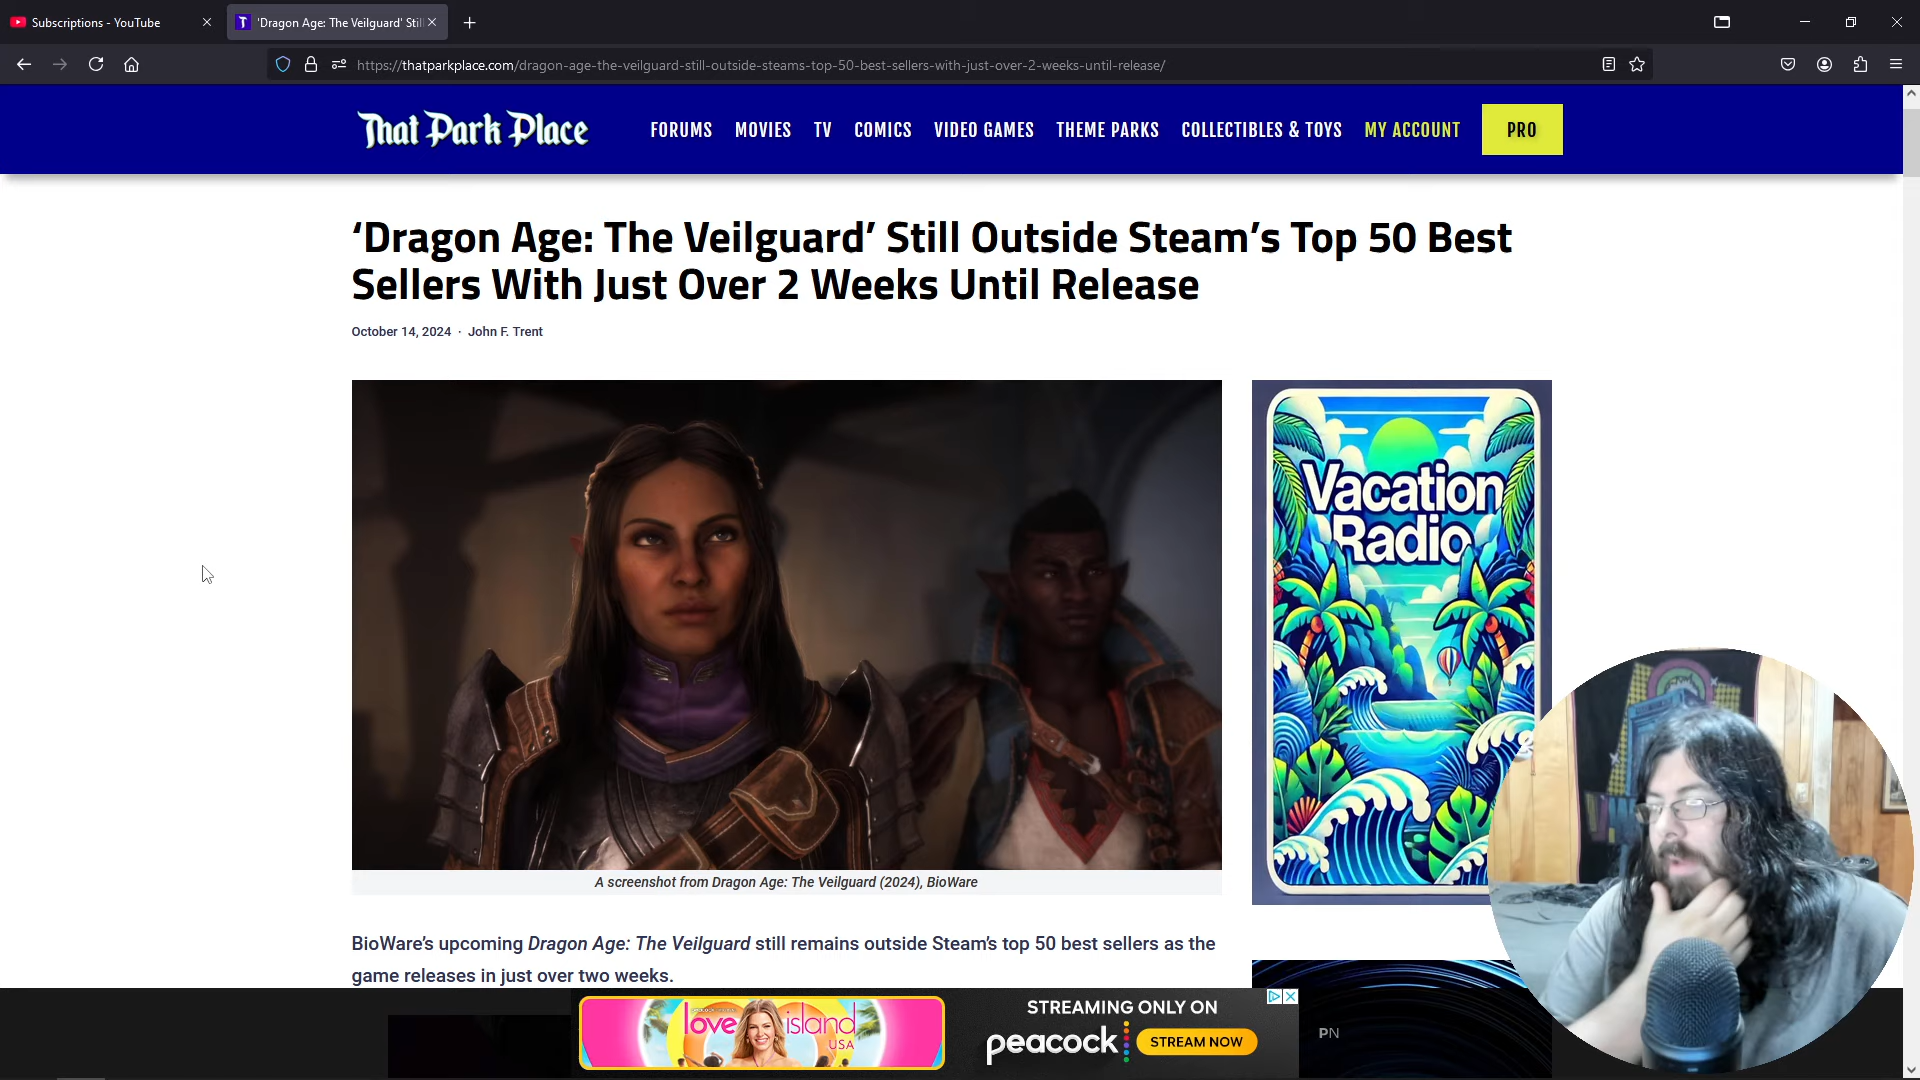 Subscriptions - YouTube
'Dragon Age: The Veilguard' Stil
https://thatparkplace.com/dragon-age-the-veilguard-still-outside-steams-top-50-best-sellers-with-just-over-2-weeks-until-release/
That Park Place
FORUMS MOVIES TV COMICS VIDEO GAMES THEME PARKS COLLECTIBLES & TOYS MY ACCOUNT PRO
‘Dragon Age: The Veilguard’ Still Outside Steam’s Top 50 Best
Sellers With Just Over 2 Weeks Until Release
October 14, 2024 · John F. Trent
Vacation
Radio
A screenshot from Dragon Age: The Veilguard (2024), BioWare
BioWare’s upcoming Dragon Age: The Veilguard still remains outside Steam’s top 50 best sellers as the
game releases in just over two weeks.
love island
USA
STREAMING ONLY ON
peacock
STREAM NOW
PN